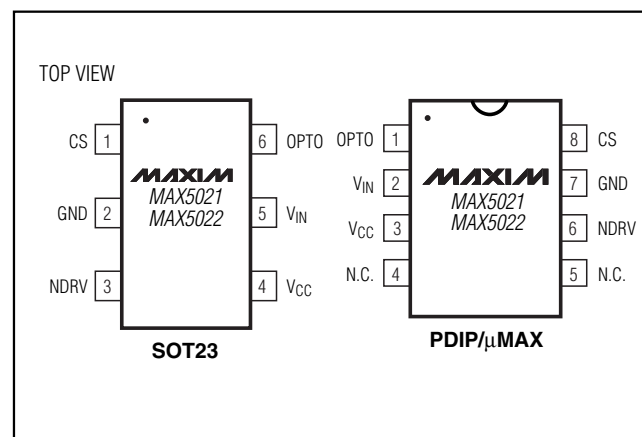 TOP VIEW
CS 1
6 OPTO
GND 2
5 VIN
NDRV 3
4 VCC
MAXIM
MAX5021
MAX5022
SOT23
OPTO 1
8 CS
VIN 2
7 GND
VCC 3
6 NDRV
N.C. 4
5 N.C.
MAXIM
MAX5021
MAX5022
PDIP/μMAX